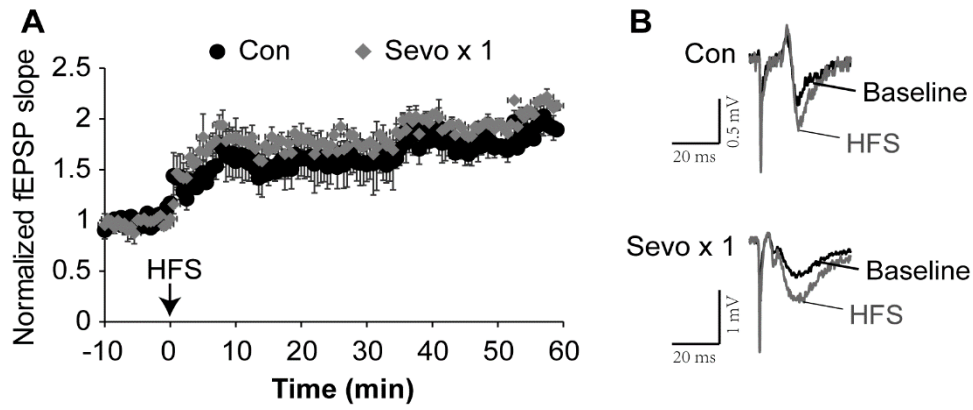 A
Con
Sevo x 1
Normalized fEPSP slope
2.5
2
1.5
1
0.5
0
HFS
-10
0
10
20
30
40
50
60
Time (min)
B
Con
Baseline
HFS
0.5 mV
20 ms
Sevo x 1
Baseline
HFS
1 mV
20 ms